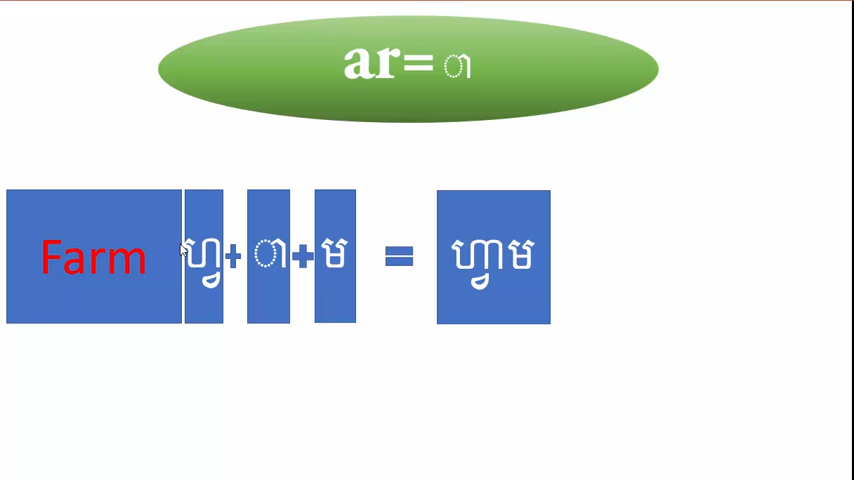 ar= ា
Farm ហ្វ + ា + ម = ហ្វាម